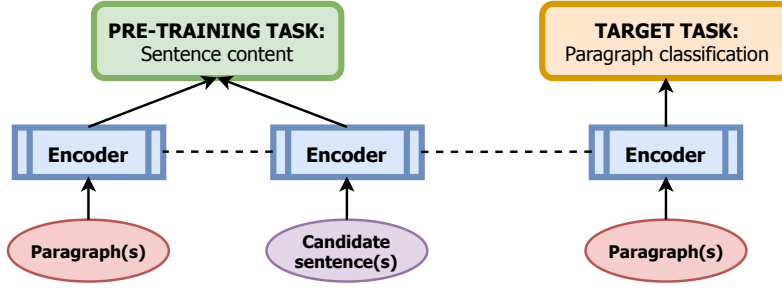 PRE-TRAINING TASK:
Sentence content
TARGET TASK:
Paragraph classification
Encoder
Encoder
Encoder
Paragraph(s)
Candidate
sentence(s)
Paragraph(s)